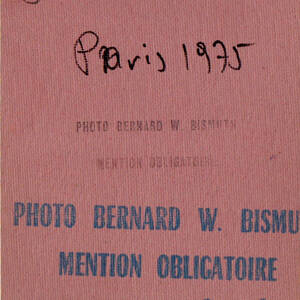 Paris 1975
PHOTO BERNARD W. BISMUTH
MENTION OBLIGATOIRE
PHOTO BERNARD W. BISMU
MENTION OBLIGATOIRE